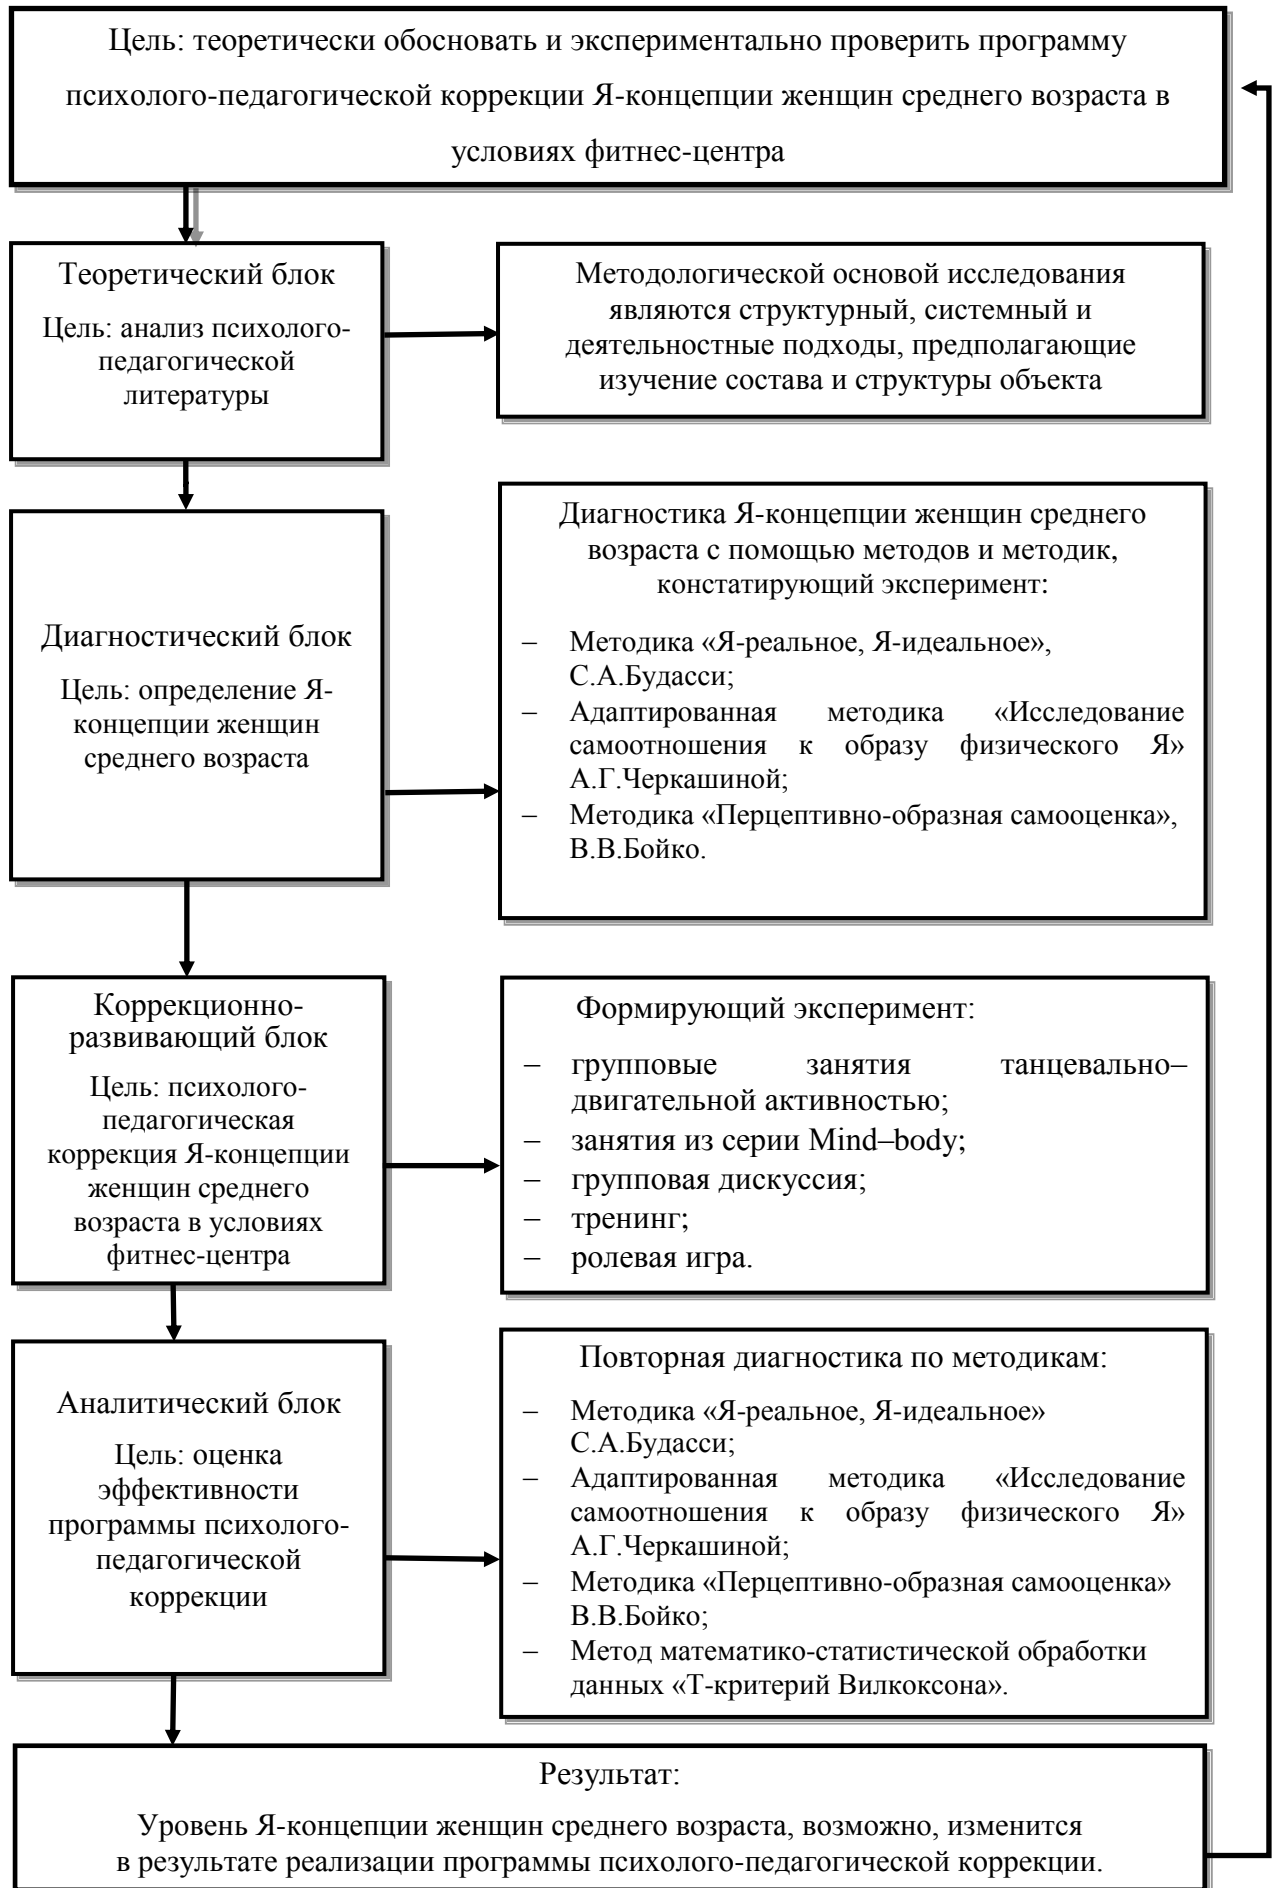 Цель: теоретически обосновать и экспериментально проверить программу
психолого-педагогической коррекции Я-концепции женщин среднего возраста в
условиях фитнес-центра
Теоретический блок
Цель: анализ психолого-
педагогической
литературы
Методологической основой исследования
являются структурный, системный и
деятельностные подходы, предполагающие
изучение состава и структуры объекта
Диагностический блок
Цель: определение Я-
концепции женщин
среднего возраста
Диагностика Я-концепции женщин среднего
возраста с помощью методов и методик,
констатирующий эксперимент:
– Методика «Я-реальное, Я-идеальное»,
С.А.Будасси;
– Адаптированная методика «Исследование
самоотношения к образу физического Я»
А.Г.Черкашиной;
– Методика «Перцептивно-образная самооценка»,
В.В.Бойко.
Коррекционно-
развивающий блок
Цель: психолого-
педагогическая
коррекция Я-концепции
женщин среднего
возраста в условиях
фитнес-центра
Формирующий эксперимент:
– групповые занятия танцевально–
двигательной активностью;
– занятия из серии Mind–body;
– групповая дискуссия;
– тренинг;
– ролевая игра.
Аналитический блок
Цель: оценка
эффективности
программы психолого-
педагогической
коррекции
Повторная диагностика по методикам:
– Методика «Я-реальное, Я-идеальное»
С.А.Будасси;
– Адаптированная методика «Исследование
самоотношения к образу физического Я»
А.Г.Черкашиной;
– Методика «Перцептивно-образная самооценка»
В.В.Бойко;
– Метод математико-статистической обработки
данных «Т-критерий Вилкоксона».
Результат:
Уровень Я-концепции женщин среднего возраста, возможно, изменится
в результате реализации программы психолого-педагогической коррекции.